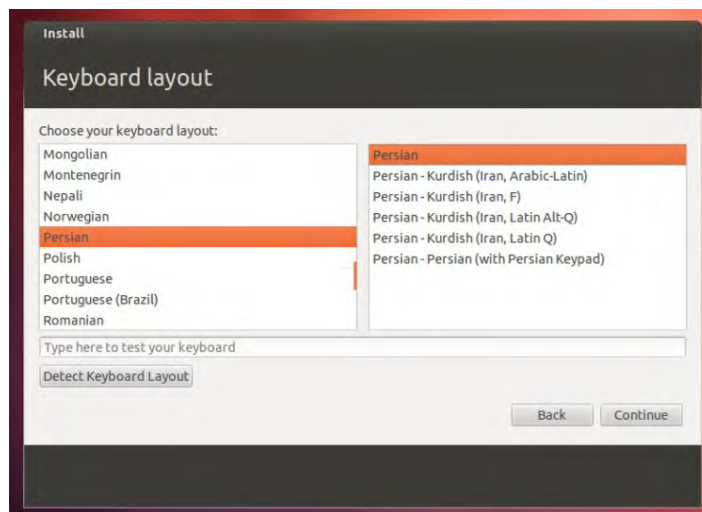 Install
Keyboard layout
Choose your keyboard layout:
Mongolian
Montenegrin
Nepali
Norwegian
Persian
Polish
Portuguese
Portuguese (Brazil)
Romanian
Persian
Persian - Kurdish (Iran, Arabic-Latin)
Persian - Kurdish (Iran, F)
Persian - Kurdish (Iran, Latin Alt-Q)
Persian - Kurdish (Iran, Latin Q)
Persian - Persian (with Persian Keypad)
Type here to test your keyboard
Detect Keyboard Layout
Back Continue